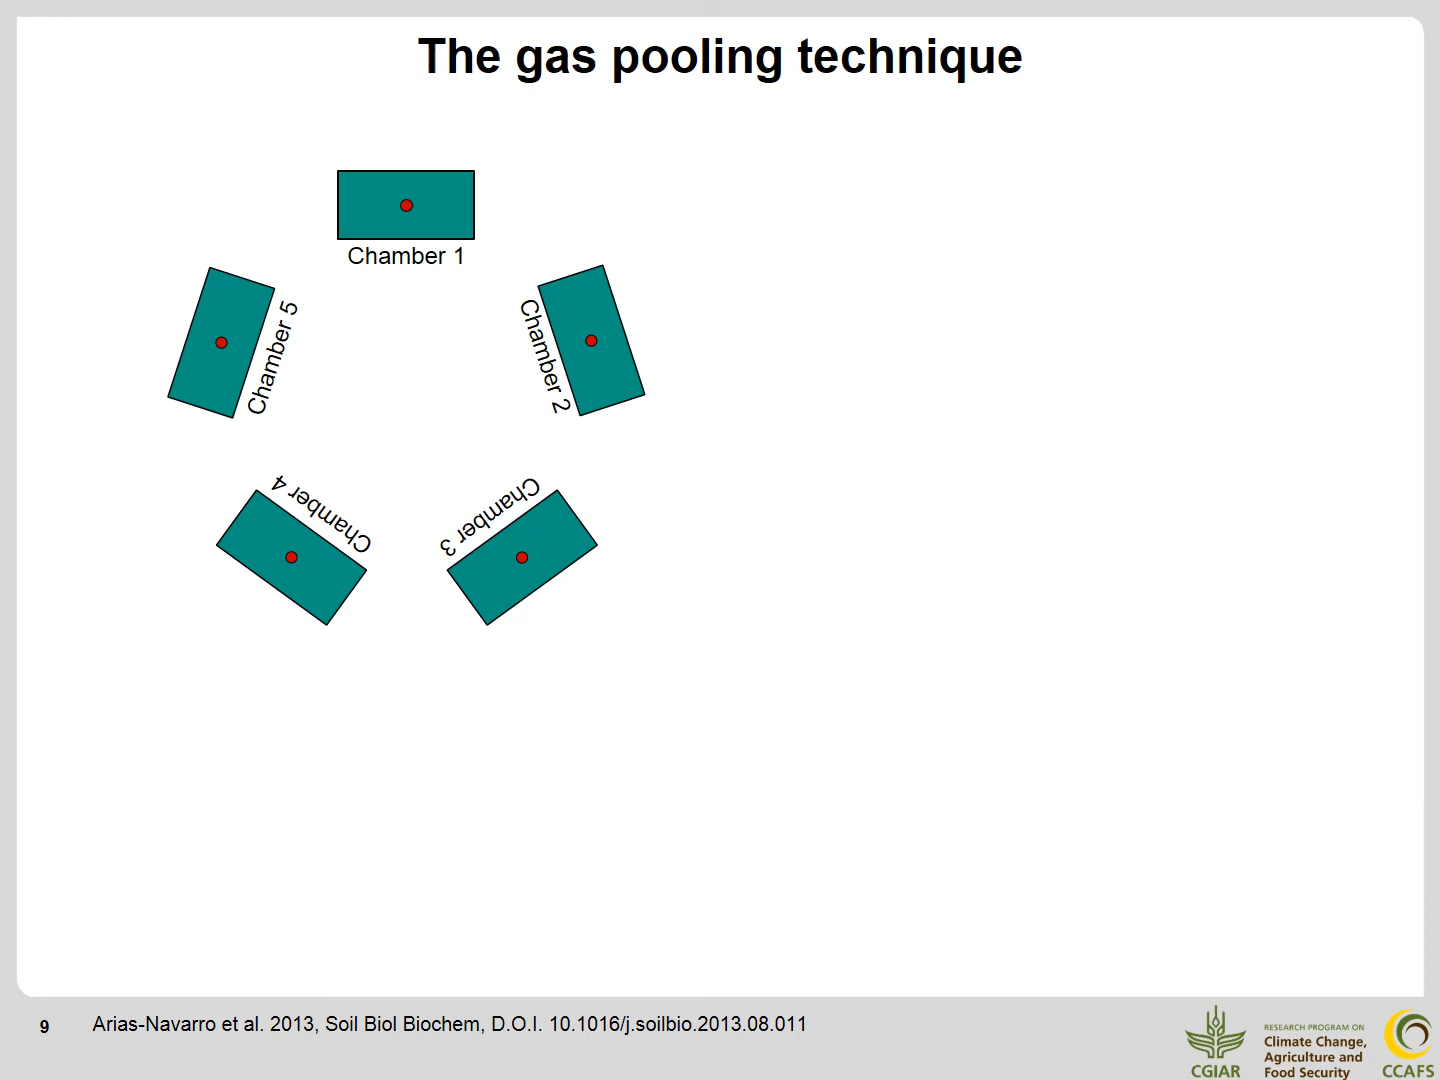 The gas pooling technique
Chamber 1
Chamber 5
Chamber 2
Chamber 4
Chamber 3
9
Arias-Navarro et al. 2013, Soil Biol Biochem, D.O.I. 10.1016/j.soilbio.2013.08.011
CGIAR
RESEARCH PROGRAM ON
Climate Change,
Agriculture and
Food Security
CCAFS